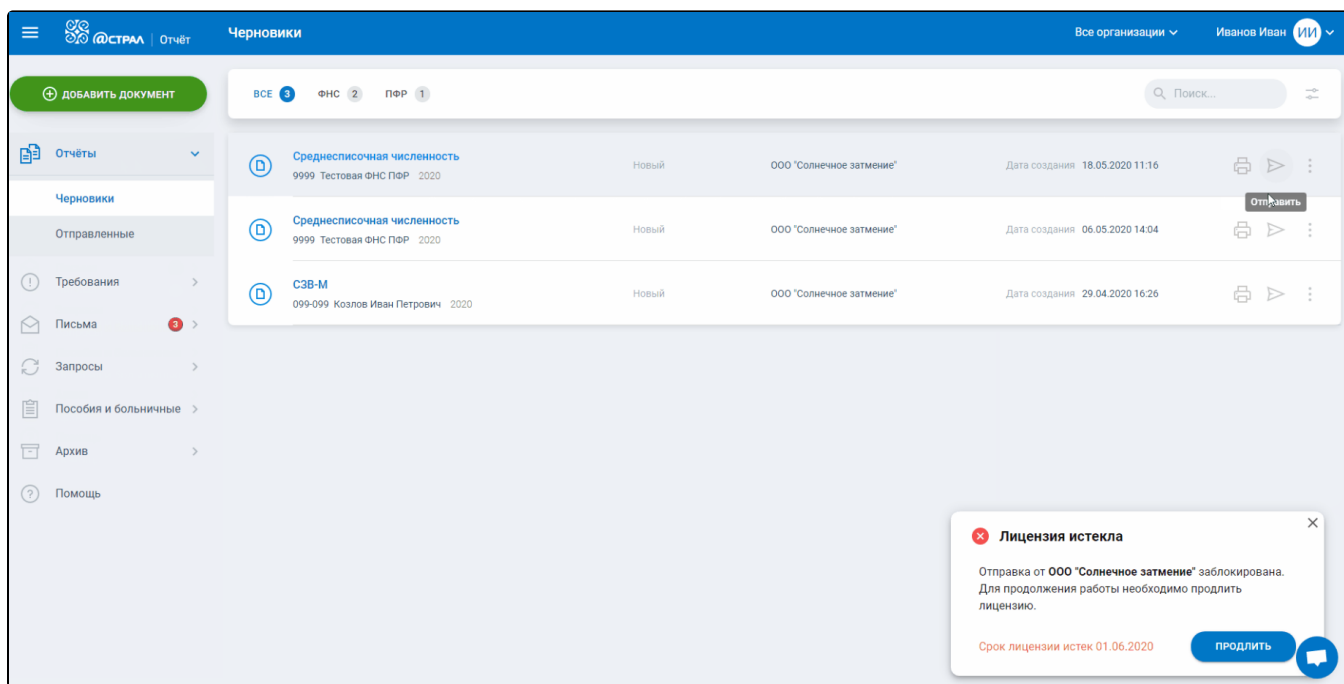 @СТРАЛ | Отчёт
Черновики
Все организации
Иванов Иван ИИ
ДОБАВИТЬ ДОКУМЕНТ
ВСЕ 3 ФНС 2 ПФР 1
Поиск...
Отчёты
Черновики
Отправленные
Требования
Письма 3
Запросы
Пособия и больничные
Архив
Помощь
Среднесписочная численность
9999 Тестовая ФНС ПФР 2020
Новый
ООО "Солнечное затмение"
Дата создания 18.05.2020 11:16
Отправить
Среднесписочная численность
9999 Тестовая ФНС ПФР 2020
Новый
ООО "Солнечное затмение"
Дата создания 06.05.2020 14:04
СЗВ-М
099-099 Козлов Иван Петрович 2020
Новый
ООО "Солнечное затмение"
Дата создания 29.04.2020 16:26
Лицензия истекла
Отправка от ООО "Солнечное затмение" заблокирована.
Для продолжения работы необходимо продлить
лицензию.
Срок лицензии истек 01.06.2020
ПРОДЛИТЬ